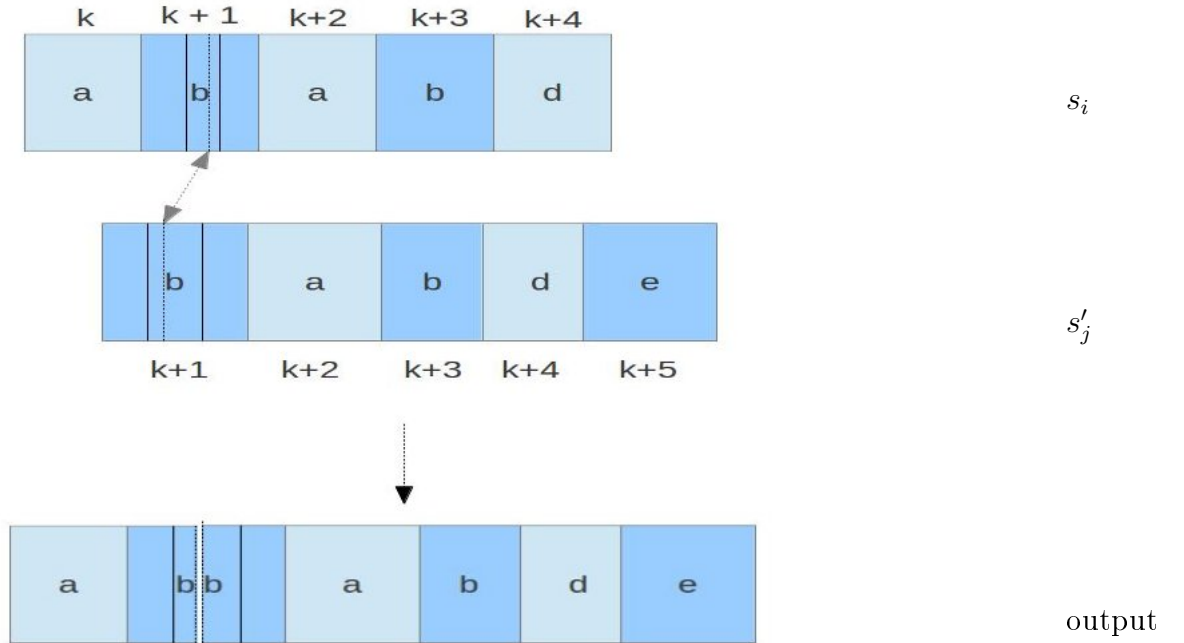 k k + 1 k+2 k+3 k+4
a b a b d s_i
b a b d e s'_j
k+1 k+2 k+3 k+4 k+5
a b b a b d e output